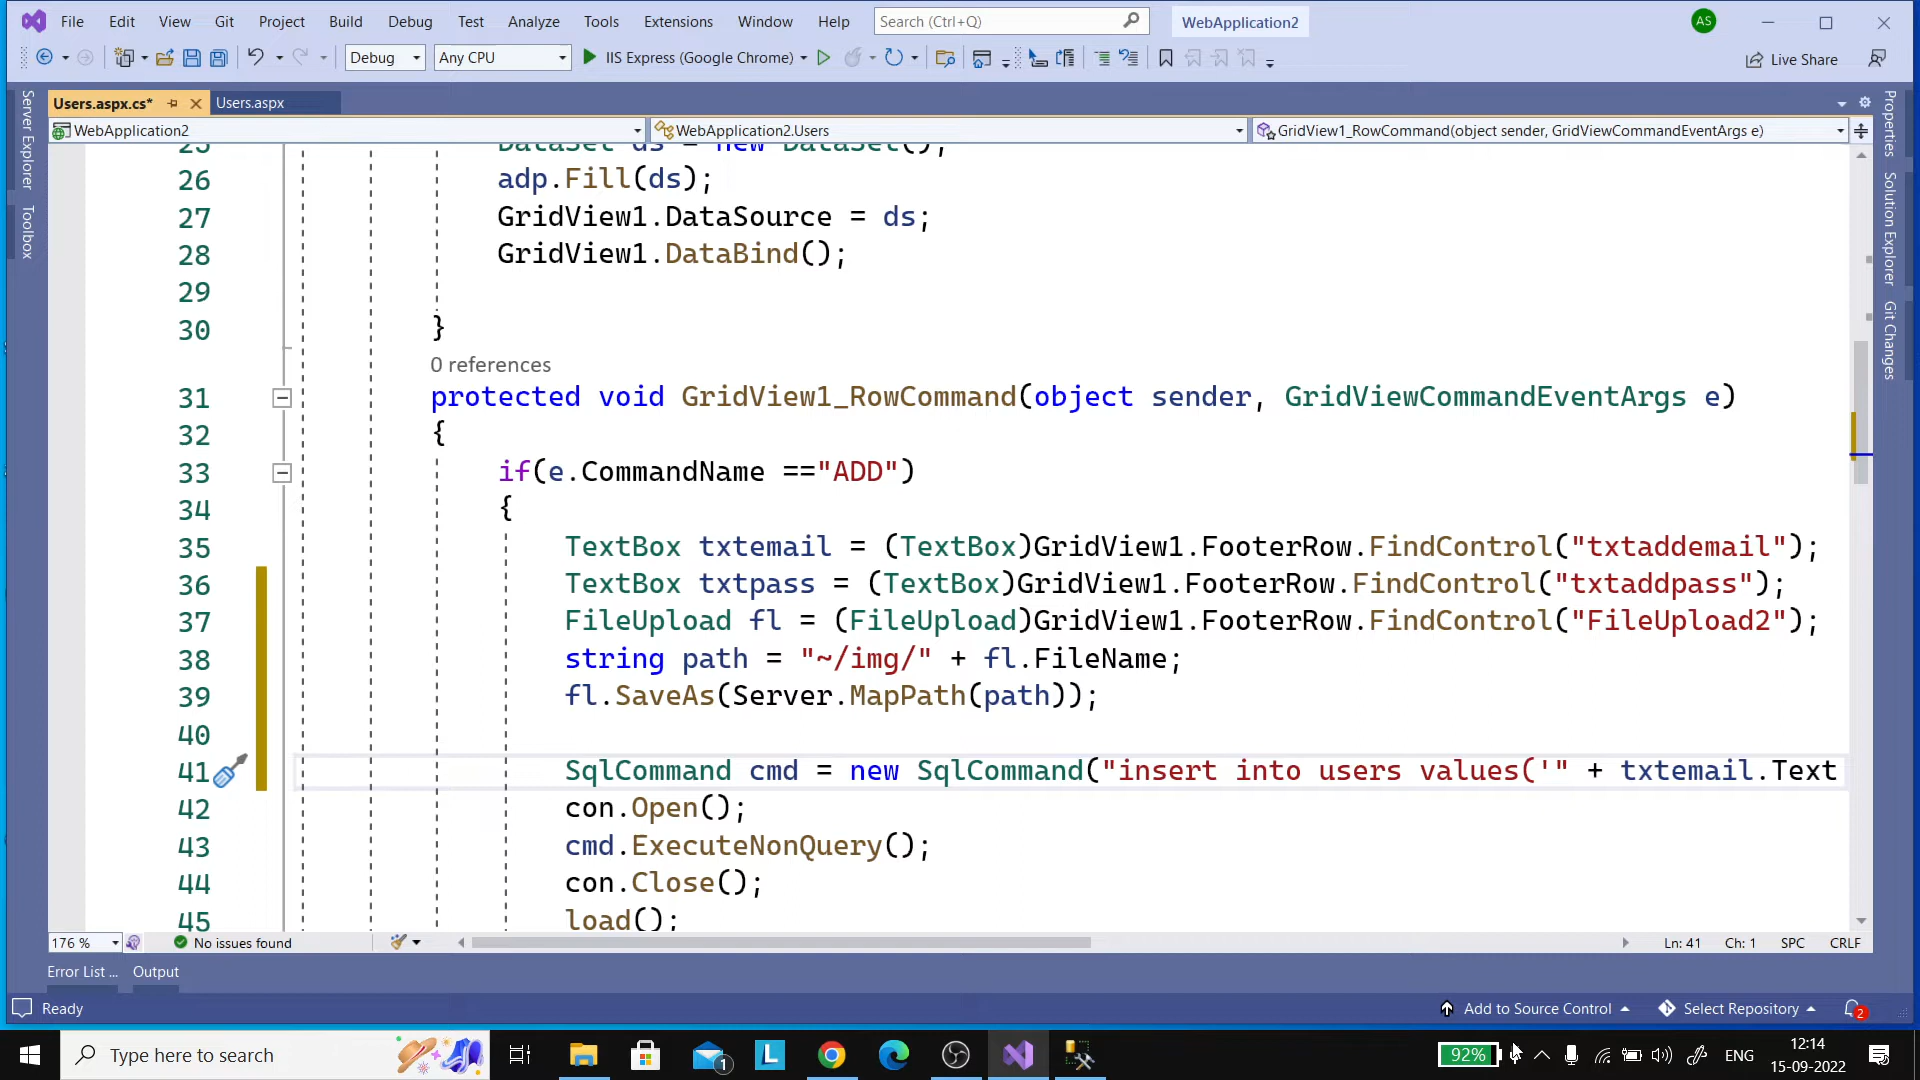 File Edit View Git Project Build Debug Test Analyze Tools Extensions Window Help Search (Ctrl+Q) WebApplication2 AS
Debug Any CPU IIS Express (Google Chrome) Live Share
Users.aspx.cs* Users.aspx
WebApplication2 WebApplication2.Users GridView1_RowCommand(object sender, GridViewCommandEventArgs e)
Server Explorer
Toolbox
Properties
Solution Explorer
Git Changes
25 DataSet ds = new DataSet();
26 adp.Fill(ds);
27 GridView1.DataSource = ds;
28 GridView1.DataBind();
29
30 }
0 references
31 protected void GridView1_RowCommand(object sender, GridViewCommandEventArgs e)
32 {
33 if(e.CommandName =="ADD")
34 {
35 TextBox txtemail = (TextBox)GridView1.FooterRow.FindControl("txtaddemail");
36 TextBox txtpass = (TextBox)GridView1.FooterRow.FindControl("txtaddpass");
37 FileUpload fl = (FileUpload)GridView1.FooterRow.FindControl("FileUpload2");
38 string path = "~/img/" + fl.FileName;
39 fl.SaveAs(Server.MapPath(path));
40
41 SqlCommand cmd = new SqlCommand("insert into users values('" + txtemail.Text
42 con.Open();
43 cmd.ExecuteNonQuery();
44 con.Close();
45 load();
176 % No issues found Ln: 41 Ch: 1 SPC CRLF
Error List ... Output
Ready Add to Source Control Select Repository 2
Type here to search 1 L 92% ENG 12:14
15-09-2022